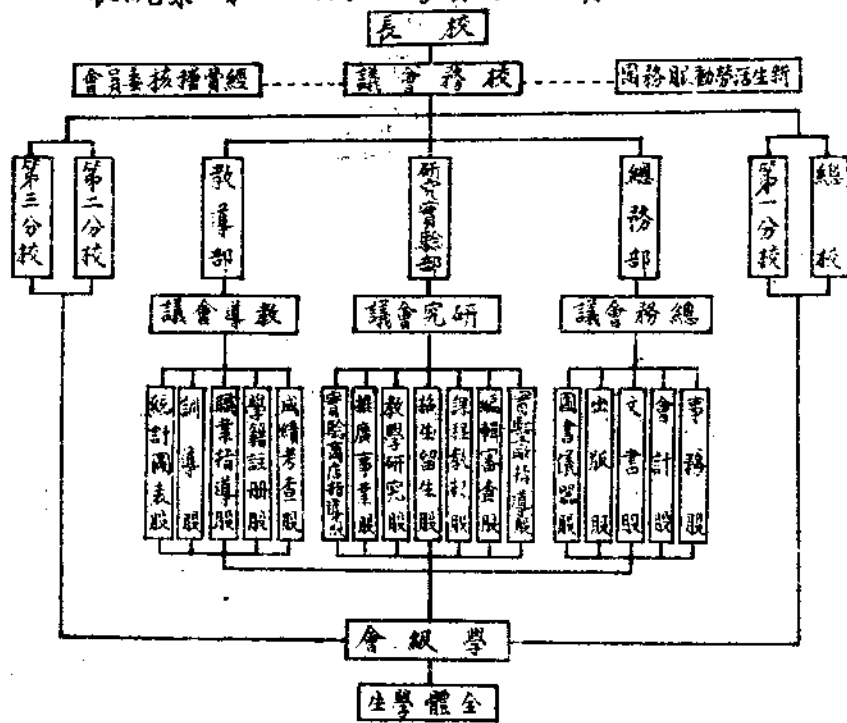 校長
校務會議
新生活勞動服務團
經費稽核委員會
總校
第一分校
總務部
研究實驗部
教導部
第二分校
第三分校
總務會議
研究會議
教導會議
事務股
會計股
文書股
出版股
圖書儀器股
編輯審查股
課程教材股
招生留生股
教學研究股
推廣事業股
成績考查股
學籍註冊股
職業指導股
訓導股
統計圖表股
學級會
全體學生